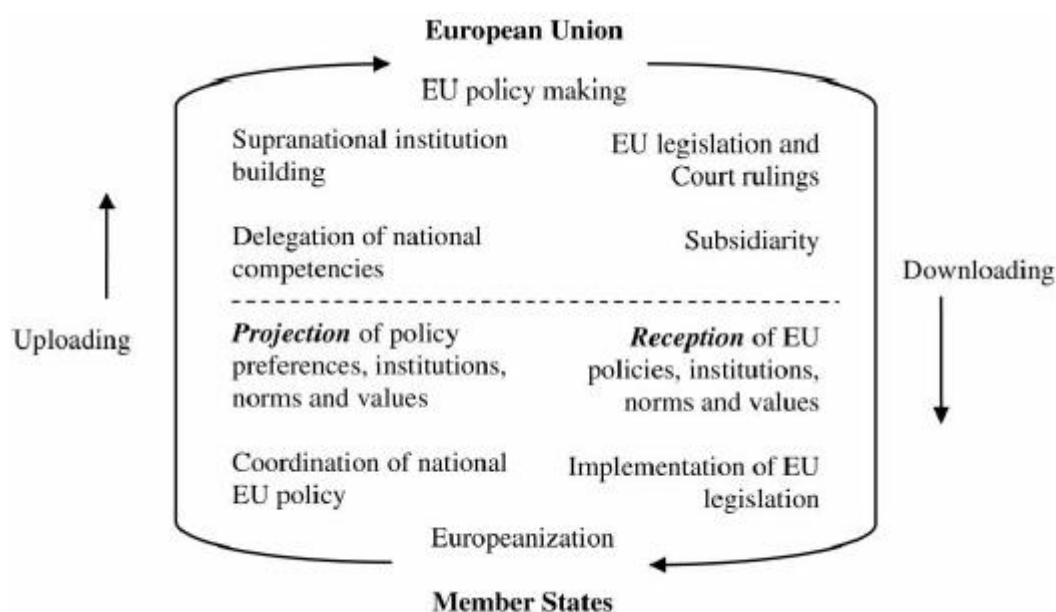 European Union
EU policy making
Supranational institution
building
EU legislation and
Court rulings
Delegation of national
competencies
Subsidiarity
Uploading
Downloading
Projection of policy
preferences, institutions,
norms and values
Reception of EU
policies, institutions,
norms and values
Coordination of national
EU policy
Implementation of EU
legislation
Europeanization
Member States